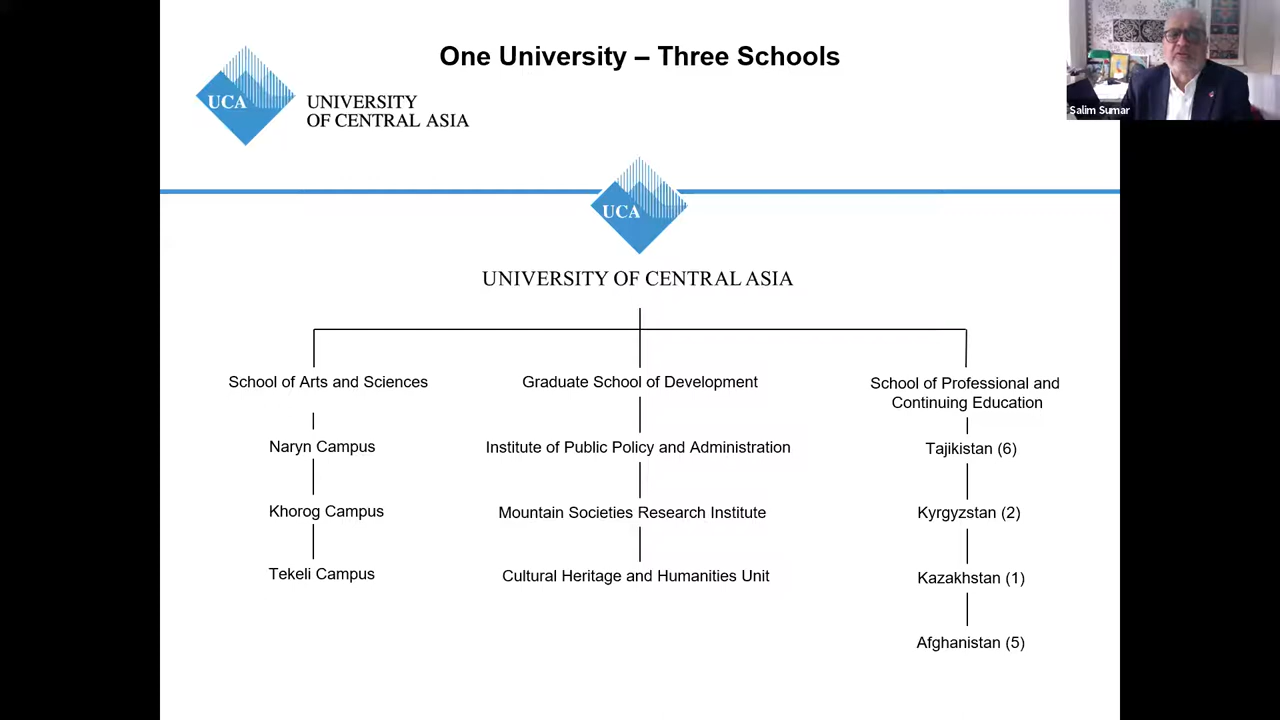 One University – Three Schools
UCA
UNIVERSITY
OF CENTRAL ASIA
Salim Sumar
UCA
UNIVERSITY OF CENTRAL ASIA
School of Arts and Sciences
Naryn Campus
Khorog Campus
Tekeli Campus
Graduate School of Development
Institute of Public Policy and Administration
Mountain Societies Research Institute
Cultural Heritage and Humanities Unit
School of Professional and
Continuing Education
Tajikistan (6)
Kyrgyzstan (2)
Kazakhstan (1)
Afghanistan (5)